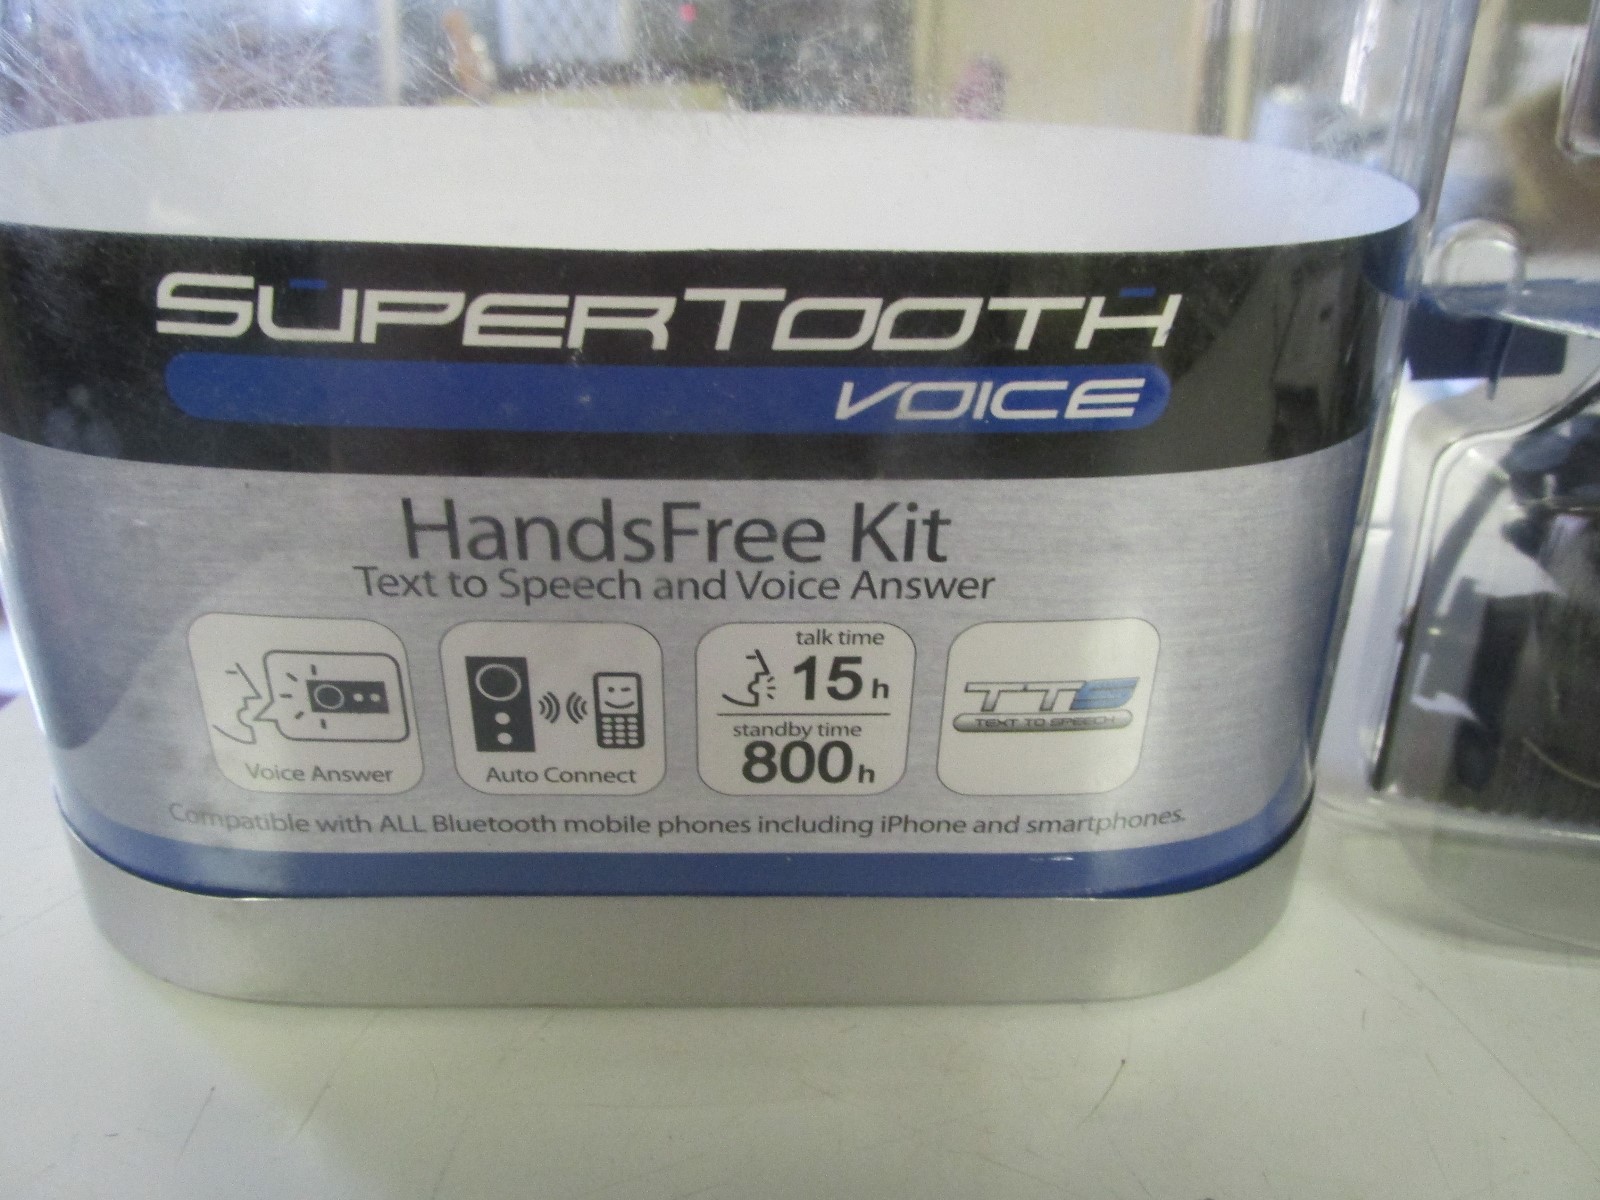 SUPERTOOTH
VOICE
HandsFree Kit
Text to Speech and Voice Answer
Voice Answer
Auto Connect
talk time
15h
standby time
800h
TTS
TEXT TO SPEECH
Compatible with ALL Bluetooth mobile phones including iPhone and smartphones.